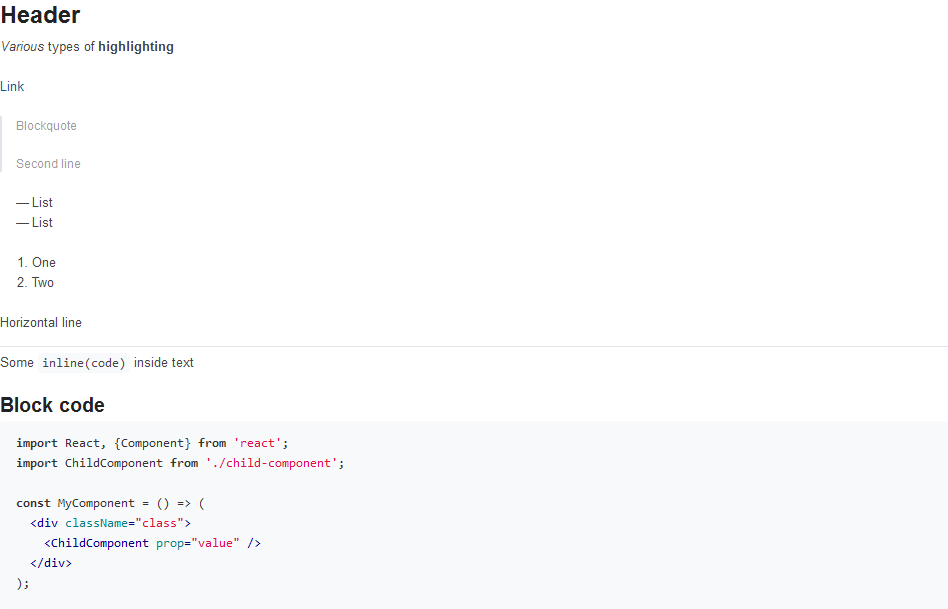 Header
Various types of highlighting
Link
Blockquote
Second line
— List
— List
1. One
2. Two
Horizontal line
Some inline(code) inside text
Block code
import React, {Component} from 'react';
import ChildComponent from './child-component';
const MyComponent = () => (
<div className="class">
<ChildComponent prop="value" />
</div>
);